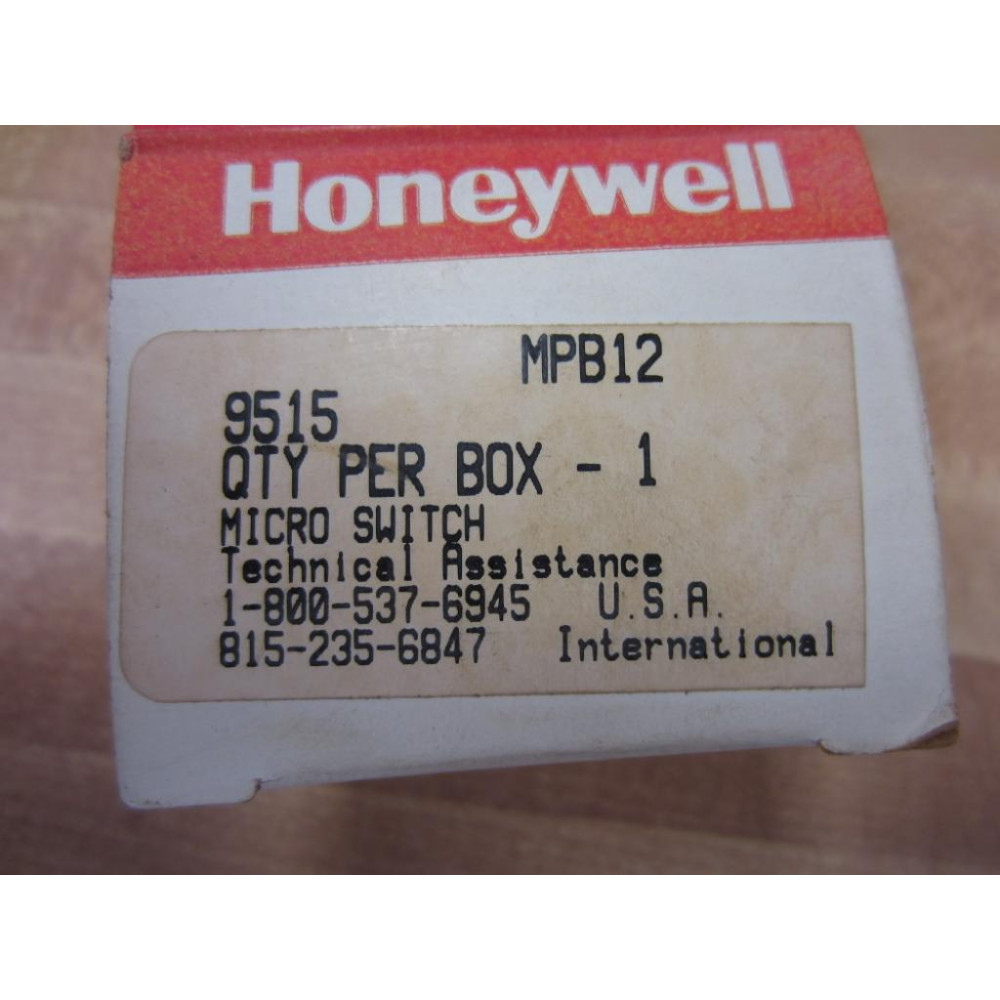 Honeywell
MPB12
9515
QTY PER BOX - 1
MICRO SWITCH
Technical Assistance
1-800-537-6945 U.S.A.
815-235-6847 International